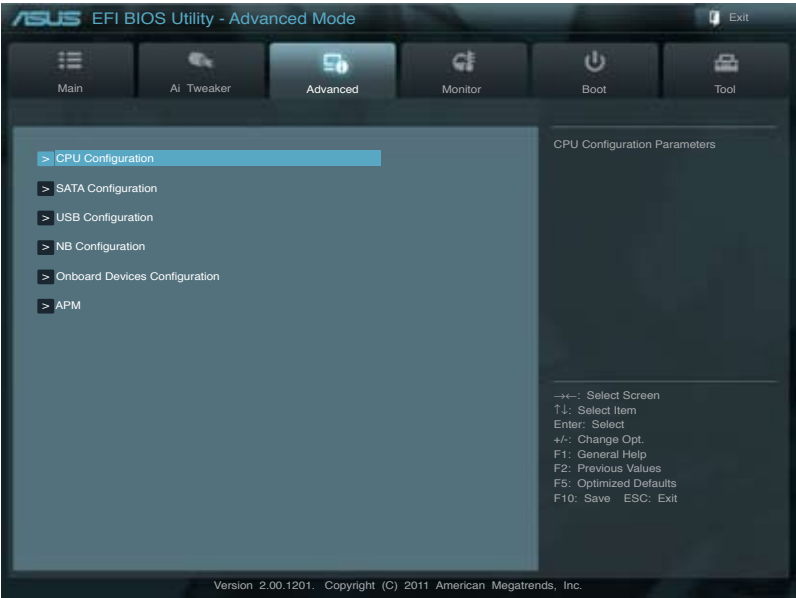 ASUS EFI BIOS Utility - Advanced Mode
Exit
Main
Ai Tweaker
Advanced
Monitor
Boot
Tool
> CPU Configuration
> SATA Configuration
> USB Configuration
> NB Configuration
> Onboard Devices Configuration
> APM
CPU Configuration Parameters
→←: Select Screen
↑↓: Select Item
Enter: Select
+/-: Change Opt.
F1: General Help
F2: Previous Values
F5: Optimized Defaults
F10: Save ESC: Exit
Version 2.00.1201. Copyright (C) 2011 American Megatrends, Inc.